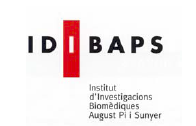 IDIBAPS
Institut
d'Investigacions
Biomèdiques
August Pi i Sunyer